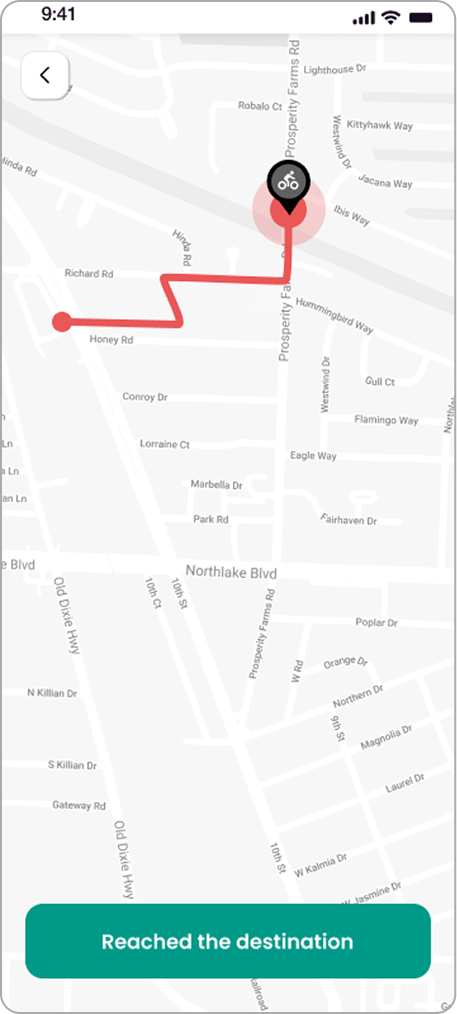 9:41
Lighthouse Dr
Robalo Ct
Prosperity Farms Rd
Kittyhawk Way
Westwind Dr
Jacana Way
Hinda Rd
Ibis Way
Hinda Rd
Richard Rd
Hummingbird Way
Prosperity Fa
Honey Rd
Westwind Dr
Gull Ct
Conroy Dr
Flamingo Way
Lorraine Ct
Eagle Way
Ln
a Ln
Marbella Dr
an Ln
Park Rd
Fairhaven Dr
e Blvd
Northlake Blvd
Old Dixie Hwy
10th Ct
10th St
Prosperity Farms Rd
Poplar Dr
W Rd
Orange Dr
N Killian Dr
Northern Dr
9th St
Magnolia Dr
S Killian Dr
Laurel Dr
Gateway Rd
Old Dixie Hwy
10th St
W Kalmia Dr
W Jasmine Dr
Reached the destination
ailroad